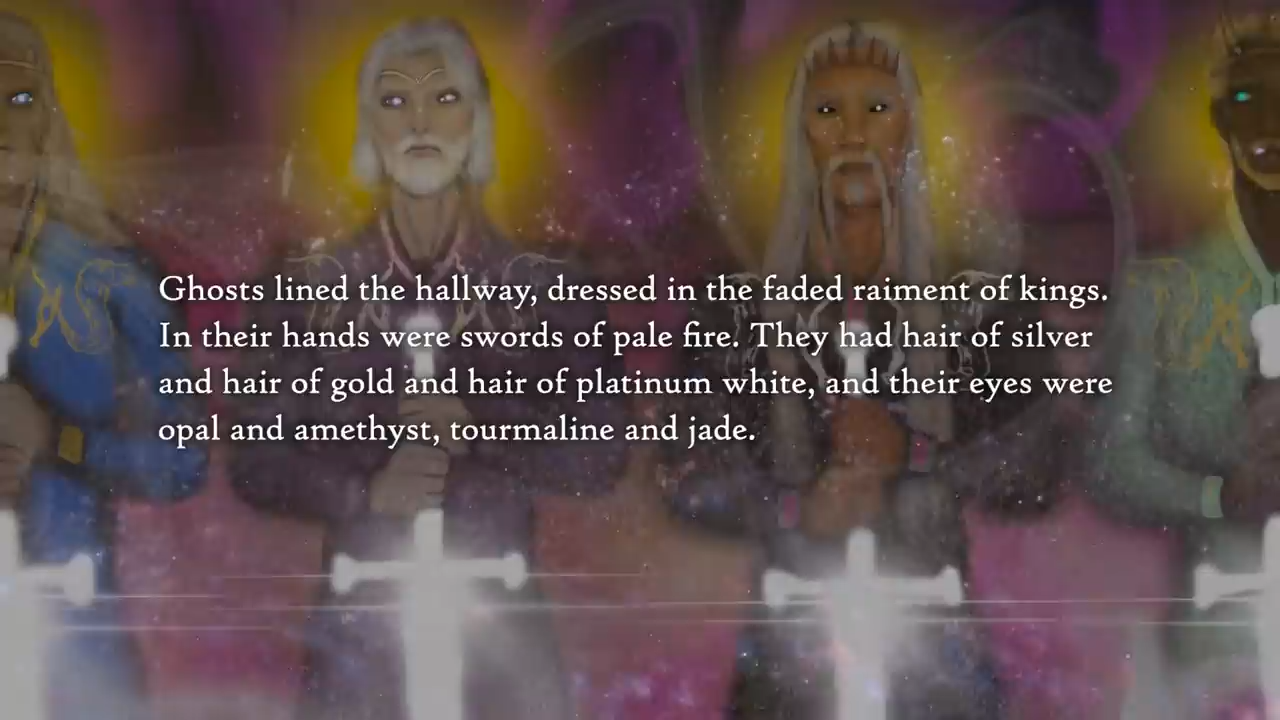 Ghosts lined the hallway, dressed in the faded raiment of kings.
In their hands were swords of pale fire. They had hair of silver
and hair of gold and hair of platinum white, and their eyes were
opal and amethyst, tourmaline and jade.